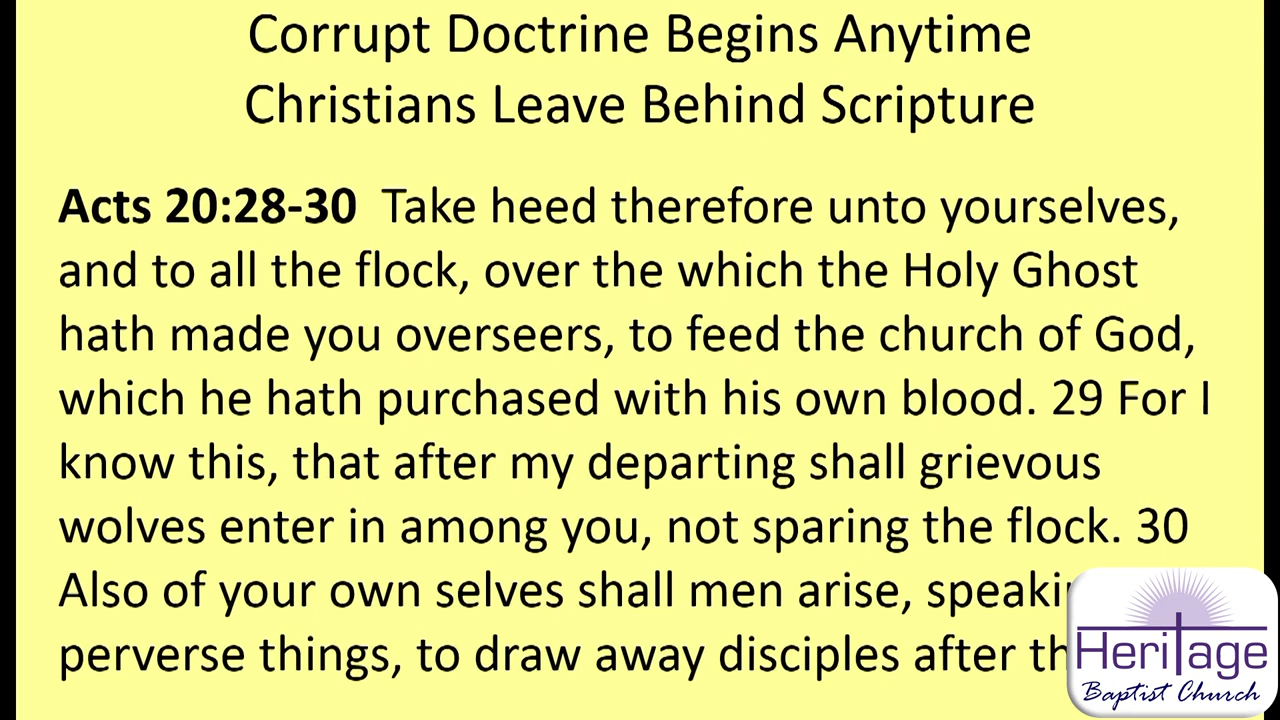 Corrupt Doctrine Begins Anytime
Christians Leave Behind Scripture
Acts 20:28-30 Take heed therefore unto yourselves,
and to all the flock, over the which the Holy Ghost
hath made you overseers, to feed the church of God,
which he hath purchased with his own blood. 29 For I
know this, that after my departing shall grievous
wolves enter in among you, not sparing the flock. 30
Also of your own selves shall men arise,
perverse things, to draw away disciples after
Heritage
Baptist Church